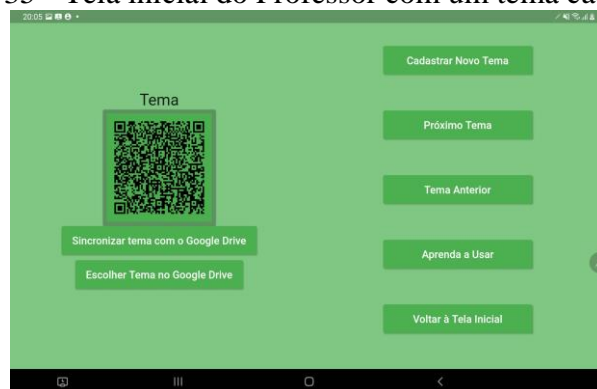 Tela Inicial do Professor com um tema
20:05
Tema
Sincronizar tema com o Google Drive
Escolher Tema no Google Drive
Cadastrar Novo Tema
Próximo Tema
Tema Anterior
Aprenda a Usar
Voltar à Tela Inicial